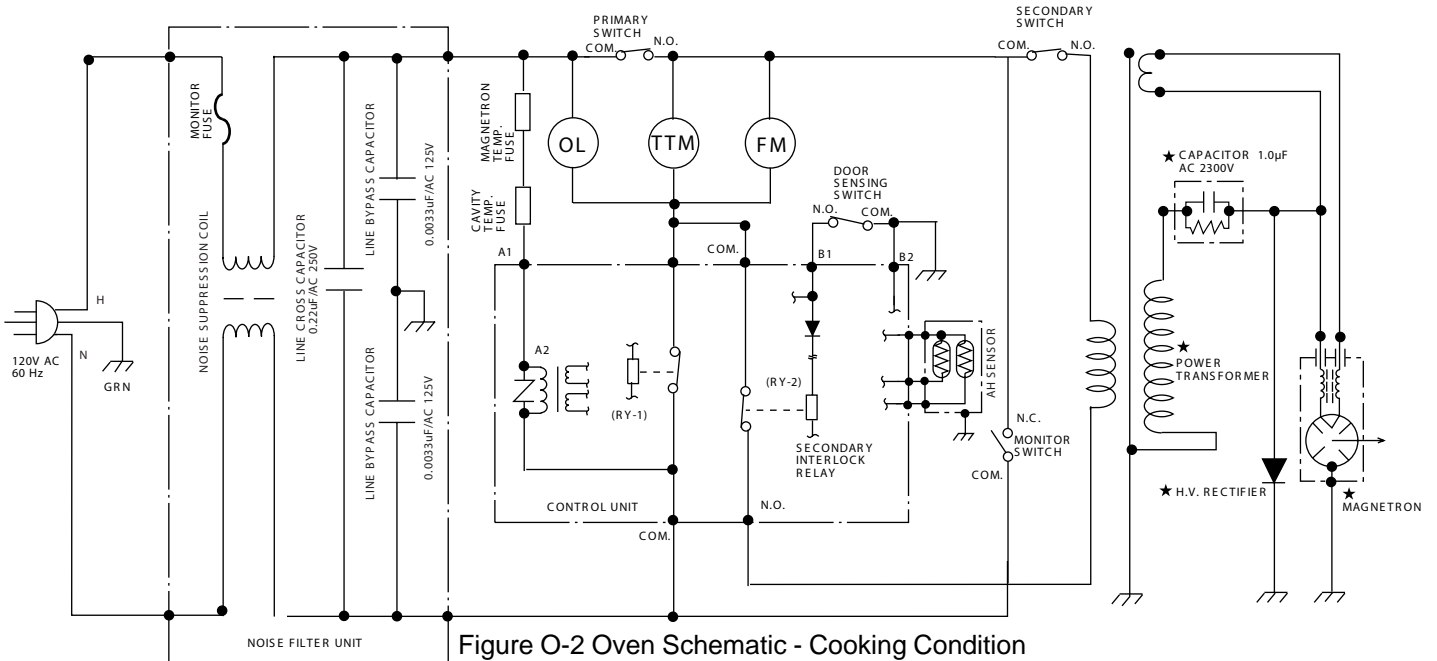 PRIMARY
SWITCH
COM.
N.O.
SECONDARY
SWITCH
COM.
N.O.
MONITOR
FUSE
NOISE SUPPRESSION COIL
LINE CROSS CAPACITOR
0.22uF/AC 250V
LINE BYPASS CAPACITOR
0.0033uF/AC 125V
LINE BYPASS CAPACITOR
0.0033uF/AC 125V
MAGNETRON
TEMP.
FUSE
CAVITY
TEMP.
FUSE
OL
TTM
FM
DOOR
SENSING
SWITCH
N.O.
COM.
A1
COM.
B1
B2
★ CAPACITOR 1.0µF
AC 2300V
H
N
120V AC
60 Hz
GRN
A2
(RY-1)
(RY-2)
AH SENSOR
SECONDARY
INTERLOCK
RELAY
N.C.
MONITOR
SWITCH
COM.
★
POWER
TRANSFORMER
★ H.V. RECTIFIER
★
MAGNETRON
CONTROL UNIT
N.O.
COM.
NOISE FILTER UNIT
Figure O-2 Oven Schematic - Cooking Condition